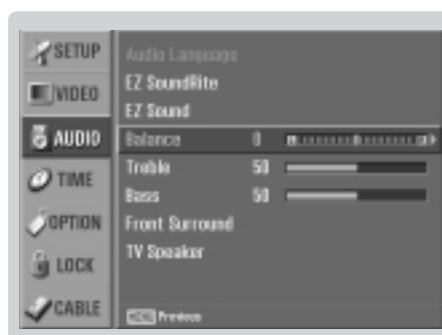 SETUP
VIDEO
AUDIO
TIME
OPTION
LOCK
CABLE
Audio Language
EZ SoundRite
EZ Sound
Balance 0 L R
Treble 50
Bass 50
Front Surround
TV Speaker
MENU Previous